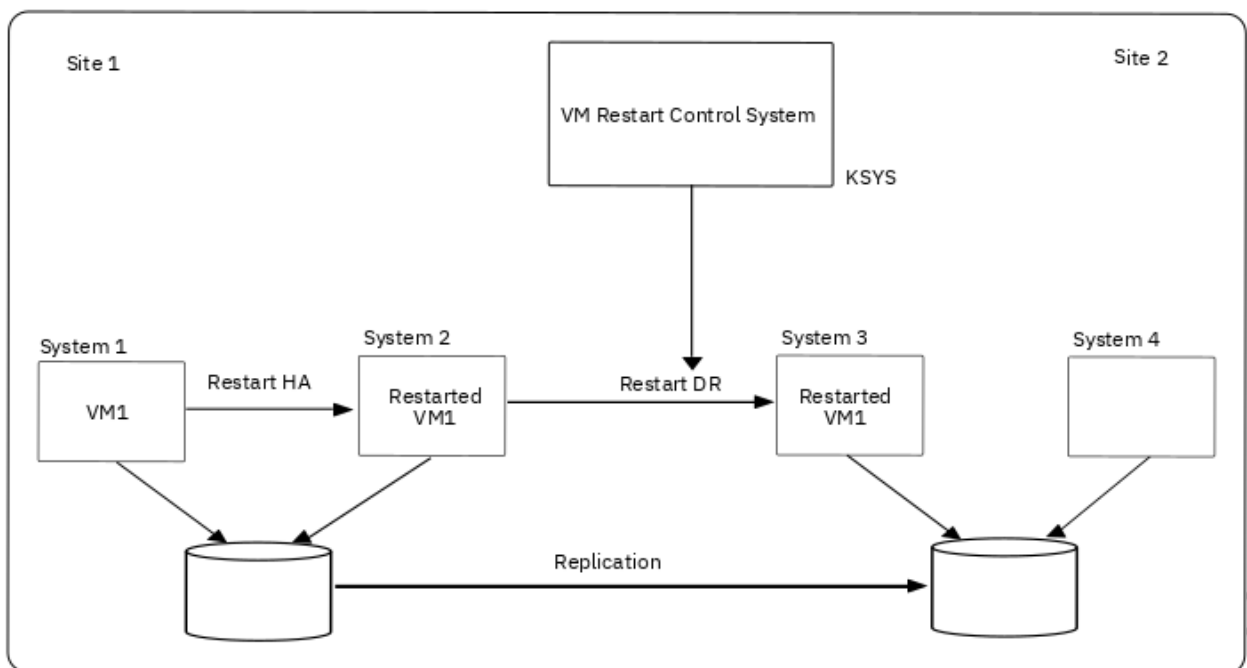 Site 1
Site 2
VM Restart Control System
KSYS
System 1
System 2
System 3
System 4
Restart HA
Restart DR
VM1
Restarted
VM1
Restarted
VM1
Replication